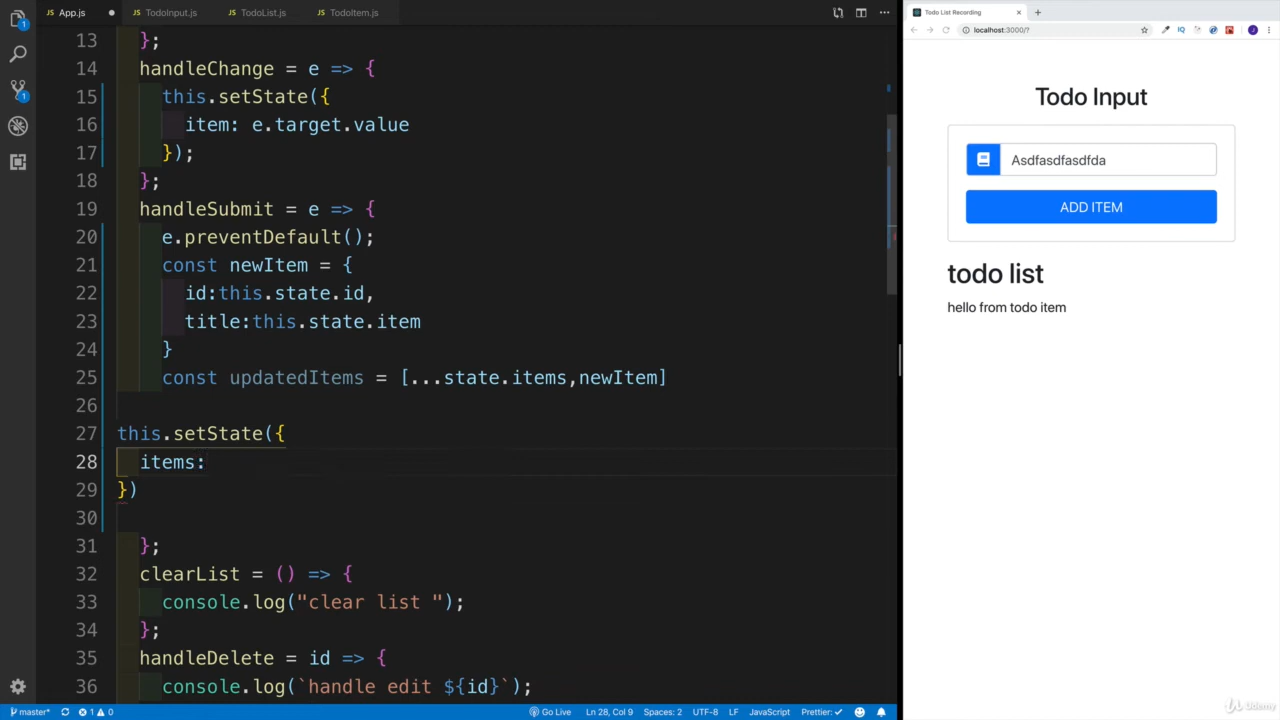 App.js
TodoInput.js
TodoList.js
TodoItem.js
13 };
14 handleChange = e => {
15 this.setState({
16 item: e.target.value
17 });
18 };
19 handleSubmit = e => {
20 e.preventDefault();
21 const newItem = {
22 id:this.state.id,
23 title:this.state.item
24 }
25 const updatedItems = [...state.items,newItem]
26
27 this.setState({
28 items:
29 })
30
31 };
32 clearList = () => {
33 console.log("clear list ");
34 };
35 handleDelete = id => {
36 console.log(`handle edit ${id}`);
master*
1 0
Go Live
Ln 28, Col 9
Spaces: 2
UTF-8
LF
JavaScript
Prettier: ✓
Todo List Recording
localhost:3000/?
Todo Input
Asdfasdfasdfda
ADD ITEM
todo list
hello from todo item
Udemy